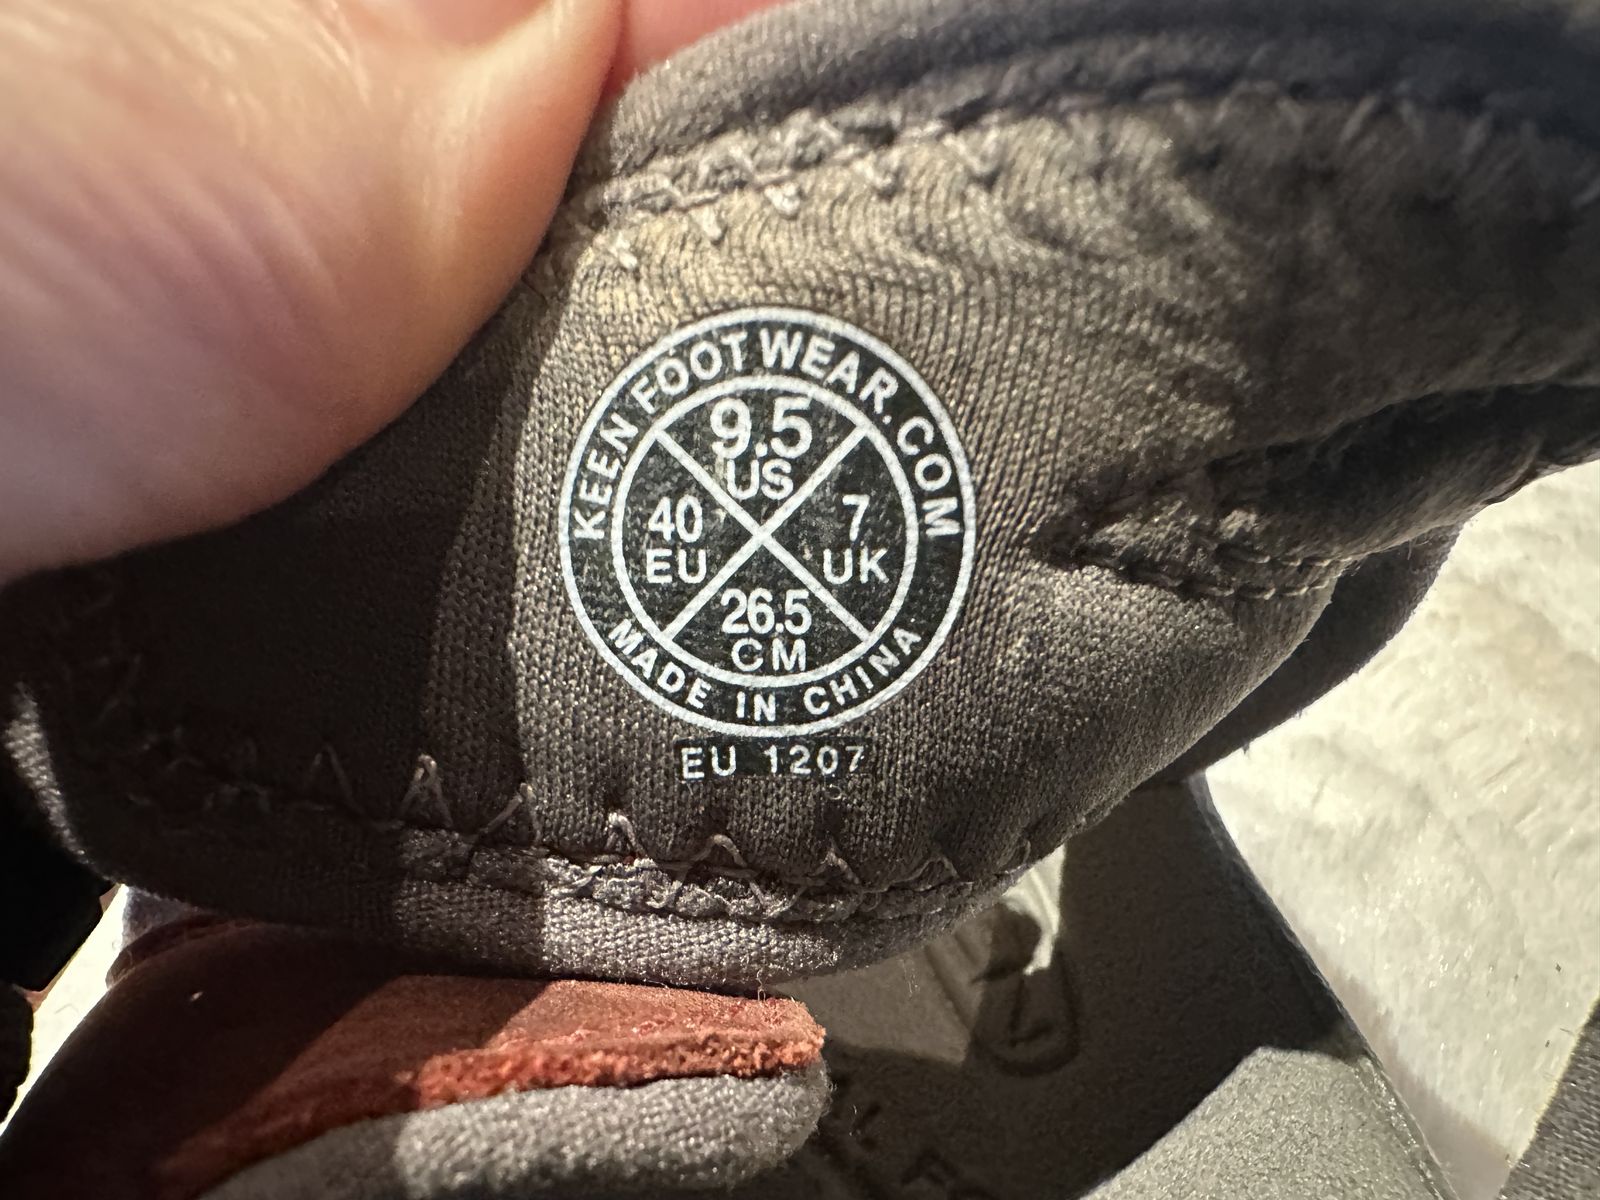 KEEN FOOTWEAR.COM
9.5
US
40
EU
7
UK
26.5
CM
MADE IN CHINA
EU 1207